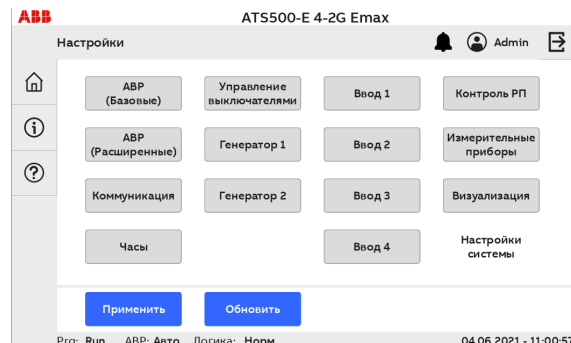 ABB
ATS500-E 4-2G Emax
Настройки
Admin
АВР
(Базовые)
Управление
выключателями
Ввод 1
Контроль РП
АВР
(Расширенные)
Генератор 1
Ввод 2
Измерительные
приборы
Коммуникация
Генератор 2
Ввод 3
Визуализация
Часы
Ввод 4
Настройки
системы
Применить
Обновить
Prg: Run АВР: Авто Логика: Норм 04.06.2021 - 11:00:57